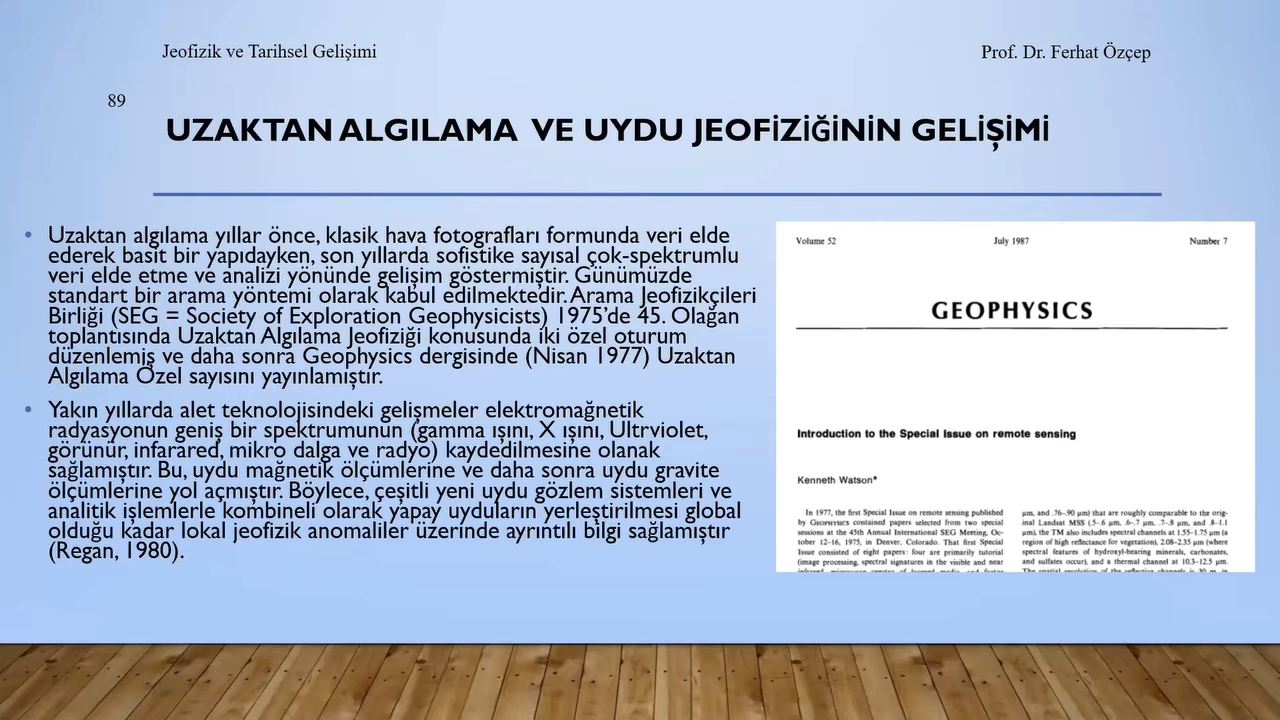 Jeofizik ve Tarihsel Gelişimi
Prof. Dr. Ferhat Özçep
89
UZAKTAN ALGILAMA VE UYDU JEOFİZİĞİNİN GELİŞİMİ
• Uzaktan algılama yıllar önce, klasik hava fotografları formunda veri elde
ederek basit bir yapıdayken, son yıllarda sofistike sayısal çok-spektrumlu
veri elde etme ve analizi yönünde gelişim göstermiştir. Günümüzde
standart bir arama yöntemi olarak kabul edilmektedir. Arama Jeofizikçileri
Birliği (SEG = Society of Exploration Geophysicists) 1975’de 45. Olağan
toplantısında Uzaktan Algılama Jeofiziği konusunda iki özel oturum
düzenlemiş ve daha sonra Geophysics dergisinde (Nisan 1977) Uzaktan
Algılama Özel sayısını yayınlamıştır.
• Yakın yıllarda alet teknolojisindeki gelişmeler elektromağnetik
radyasyonun geniş bir spektrumunun (gamma ışını, X ışını, Ultrviolet,
görünür, infarared, mikro dalga ve radyo) kaydedilmesine olanak
sağlamıştır. Bu, uydu mağnetik ölçümlerine ve daha sonra uydu gravite
ölçümlerine yol açmıştır. Böylece, çeşitli yeni uydu gözlem sistemleri ve
analitik işlemlerle kombineli olarak yapay uyduların yerleştirilmesi global
olduğu kadar lokal jeofizik anomaliler üzerinde ayrıntılı bilgi sağlamıştır
(Regan, 1980).
Volume 52
July 1987
Number 7
GEOPHYSICS
Introduction to the Special Issue on remote sensing
Kenneth Watson*
In 1977, the first Special Issue on remote sensing published
by GEOPHYSICS contained papers selected from two special
sessions at the 45th Annual International SEG Meeting, Oc-
tober 12-16, 1975, in Denver, Colorado. That first Special
Issue consisted of eight papers: four are primarily tutorial
(image processing, spectral signatures in the visible and near
µm, and .76-.90 µm) that are roughly comparable to the orig-
inal Landsat MSS (.5-.6 µm, .6-.7 µm, .7-.8 µm, and .8-1.1
µm), the TM also includes spectral channels at 1.55-1.75 µm (a
region of high reflectance for vegetation), 2.08-2.35 µm (where
spectral features of hydroxyl-bearing minerals, carbonates,
and sulfates occur), and a thermal channel at 10.3-12.5 µm.